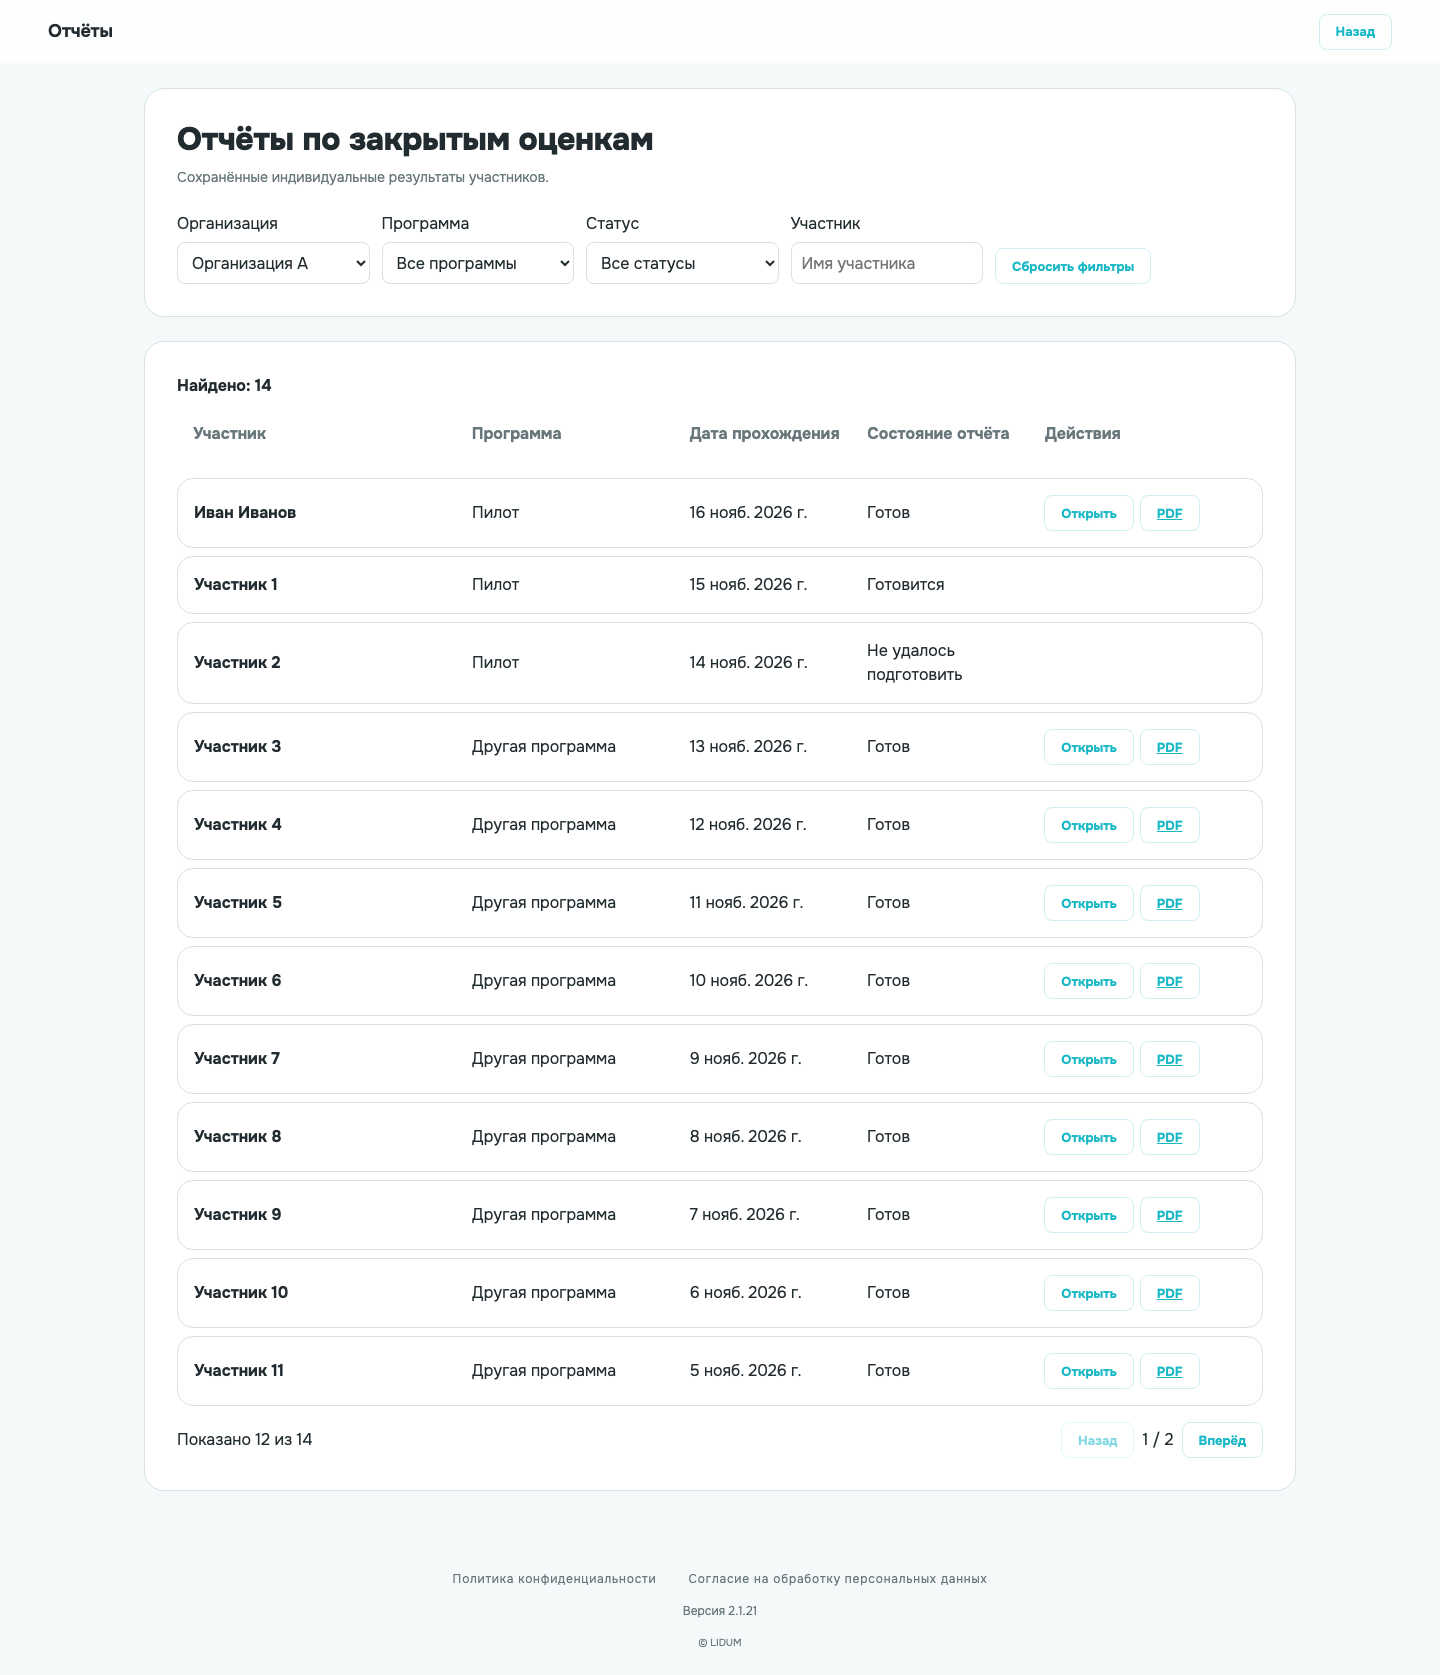 Отчёты
Назад
Отчёты по закрытым оценкам
Сохранённые индивидуальные результаты участников.
Организация Программа Статус Участник
Организация А Все программы Все статусы Имя участника Сбросить фильтры
Найдено: 14
Участник Программа Дата прохождения Состояние отчёта Действия
Иван Иванов Пилот 16 нояб. 2026 г. Готов Открыть PDF
Участник 1 Пилот 15 нояб. 2026 г. Готовится
Участник 2 Пилот 14 нояб. 2026 г. Не удалось
подготовить
Участник 3 Другая программа 13 нояб. 2026 г. Готов Открыть PDF
Участник 4 Другая программа 12 нояб. 2026 г. Готов Открыть PDF
Участник 5 Другая программа 11 нояб. 2026 г. Готов Открыть PDF
Участник 6 Другая программа 10 нояб. 2026 г. Готов Открыть PDF
Участник 7 Другая программа 9 нояб. 2026 г. Готов Открыть PDF
Участник 8 Другая программа 8 нояб. 2026 г. Готов Открыть PDF
Участник 9 Другая программа 7 нояб. 2026 г. Готов Открыть PDF
Участник 10 Другая программа 6 нояб. 2026 г. Готов Открыть PDF
Участник 11 Другая программа 5 нояб. 2026 г. Готов Открыть PDF
Показано 12 из 14 Назад 1 / 2 Вперёд
Политика конфиденциальности Согласие на обработку персональных данных
Версия 2.1.21
© LIDUM